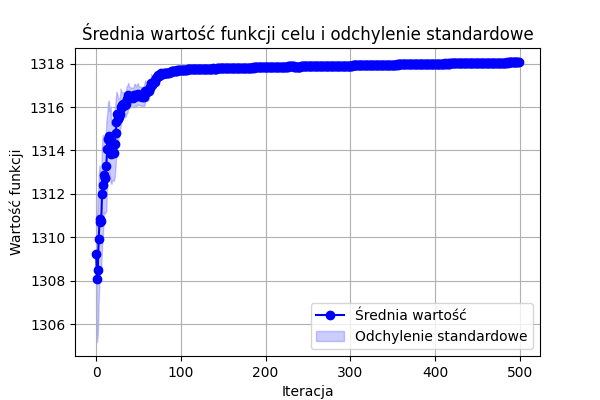 Średnia wartość funkcji celu i odchylenie standardowe
Wartość funkcji
1318
1316
1314
1312
1310
1308
1306
0
100
200
300
400
500
Iteracja
Średnia wartość
Odchylenie standardowe